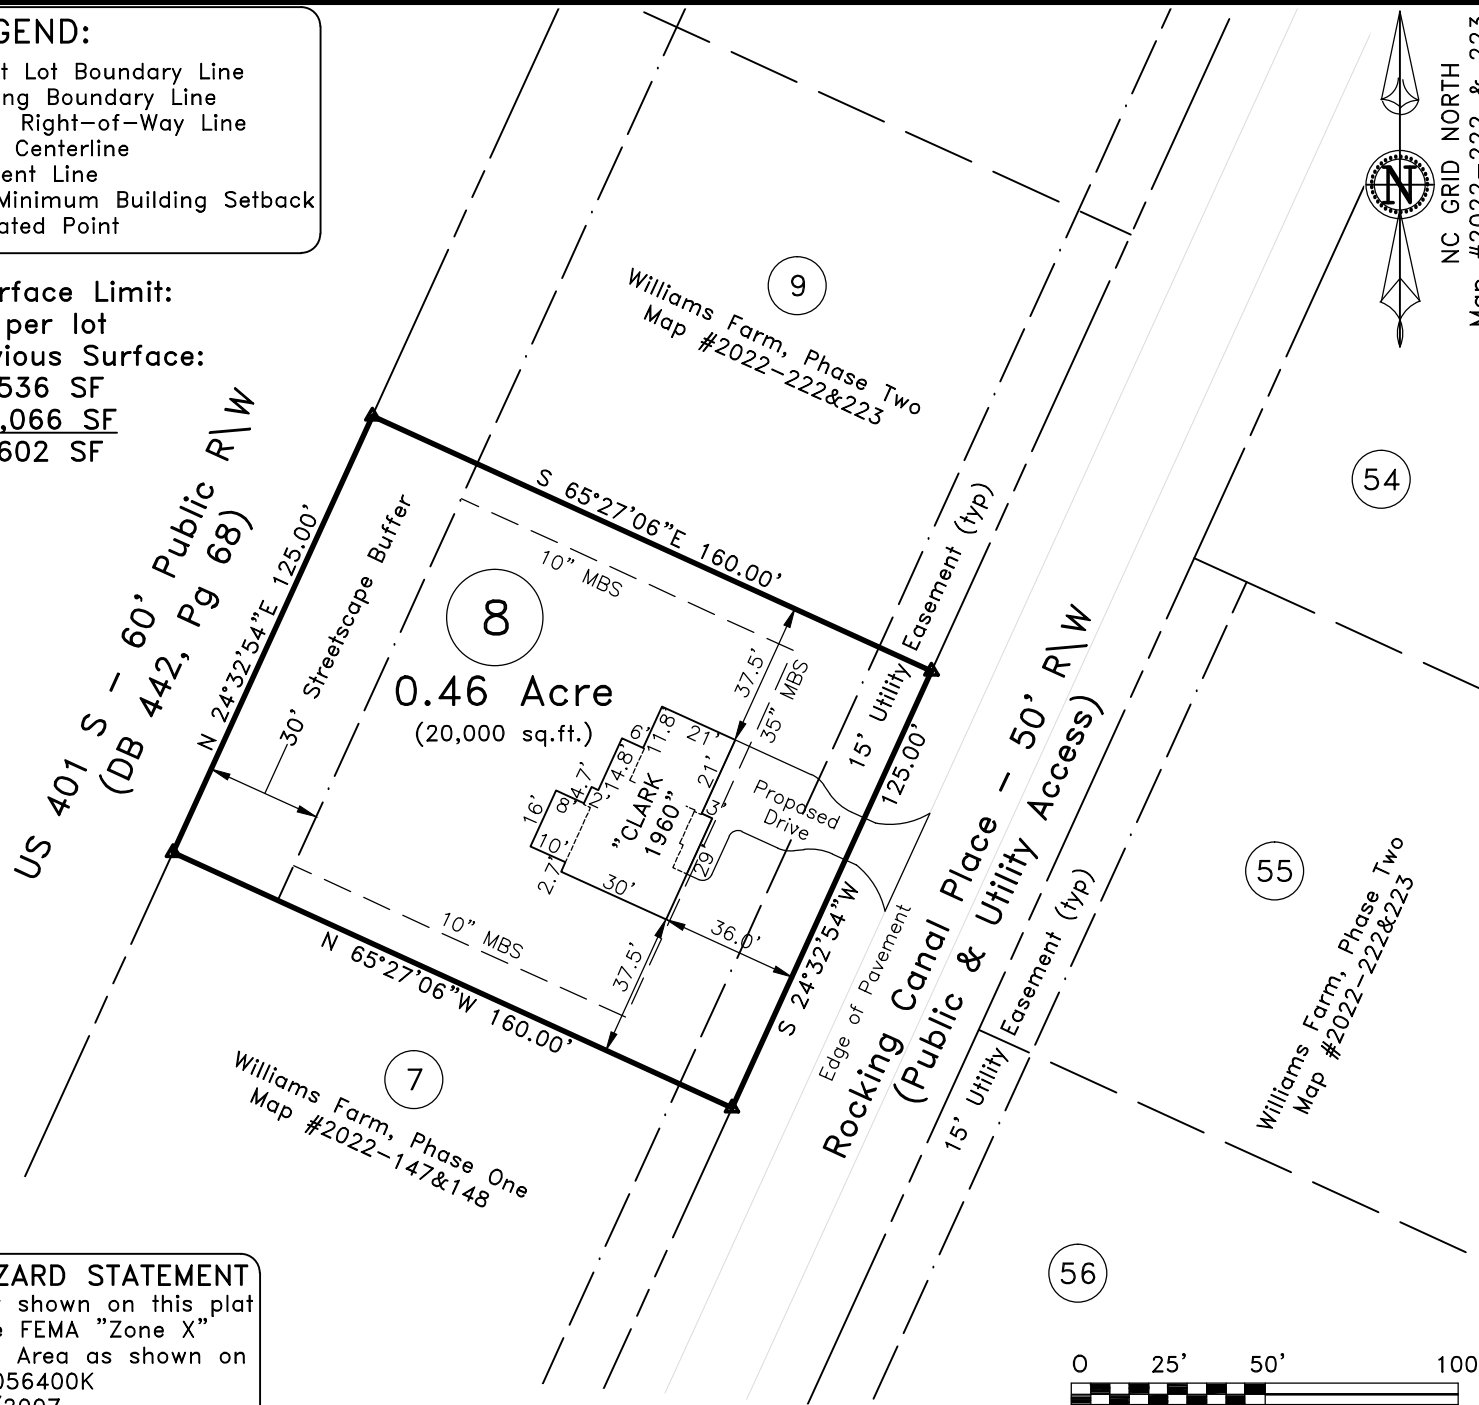 GEND:
t Lot Boundary Line
ng Boundary Line
Right-of-Way Line
Centerline
ent Line
Minimum Building Setback
ated Point
rface Limit:
per lot
vious Surface:
536 SF
,066 SF
602 SF
NC GRID NORTH
Map #2022-222 & 223
N
9
Williams Farm, Phase Two
Map #2022-222&223
54
US 401 S - 60' Public R\W
(DB 442, Pg 68)
N 24°32'54"E 125.00'
30' Streetscape Buffer
S 65°27'06"E 160.00'
10" MBS
8
0.46 Acre
(20,000 sq.ft.)
37.5'
35" MBS
15' Utility Easement (typ)
125.00'
S 24°32'54"W
6'
11.8
21'
21'
14.8'
4.7'
2'
8'
16'
10'
2.7'
"CLARK
1960"
3'
29'
30'
Proposed
Drive
36.0'
37.5'
10" MBS
N 65°27'06"W 160.00'
Edge of Pavement
Rocking Canal Place - 50' R\W
(Public & Utility Access)
15' Utility Easement (typ)
55
Williams Farm, Phase Two
Map #2022-222&223
7
Williams Farm, Phase One
Map #2022-147&148
56
ZARD STATEMENT
shown on this plat
FEMA "Zone X"
Area as shown on
056400K
2007
0 25' 50' 100